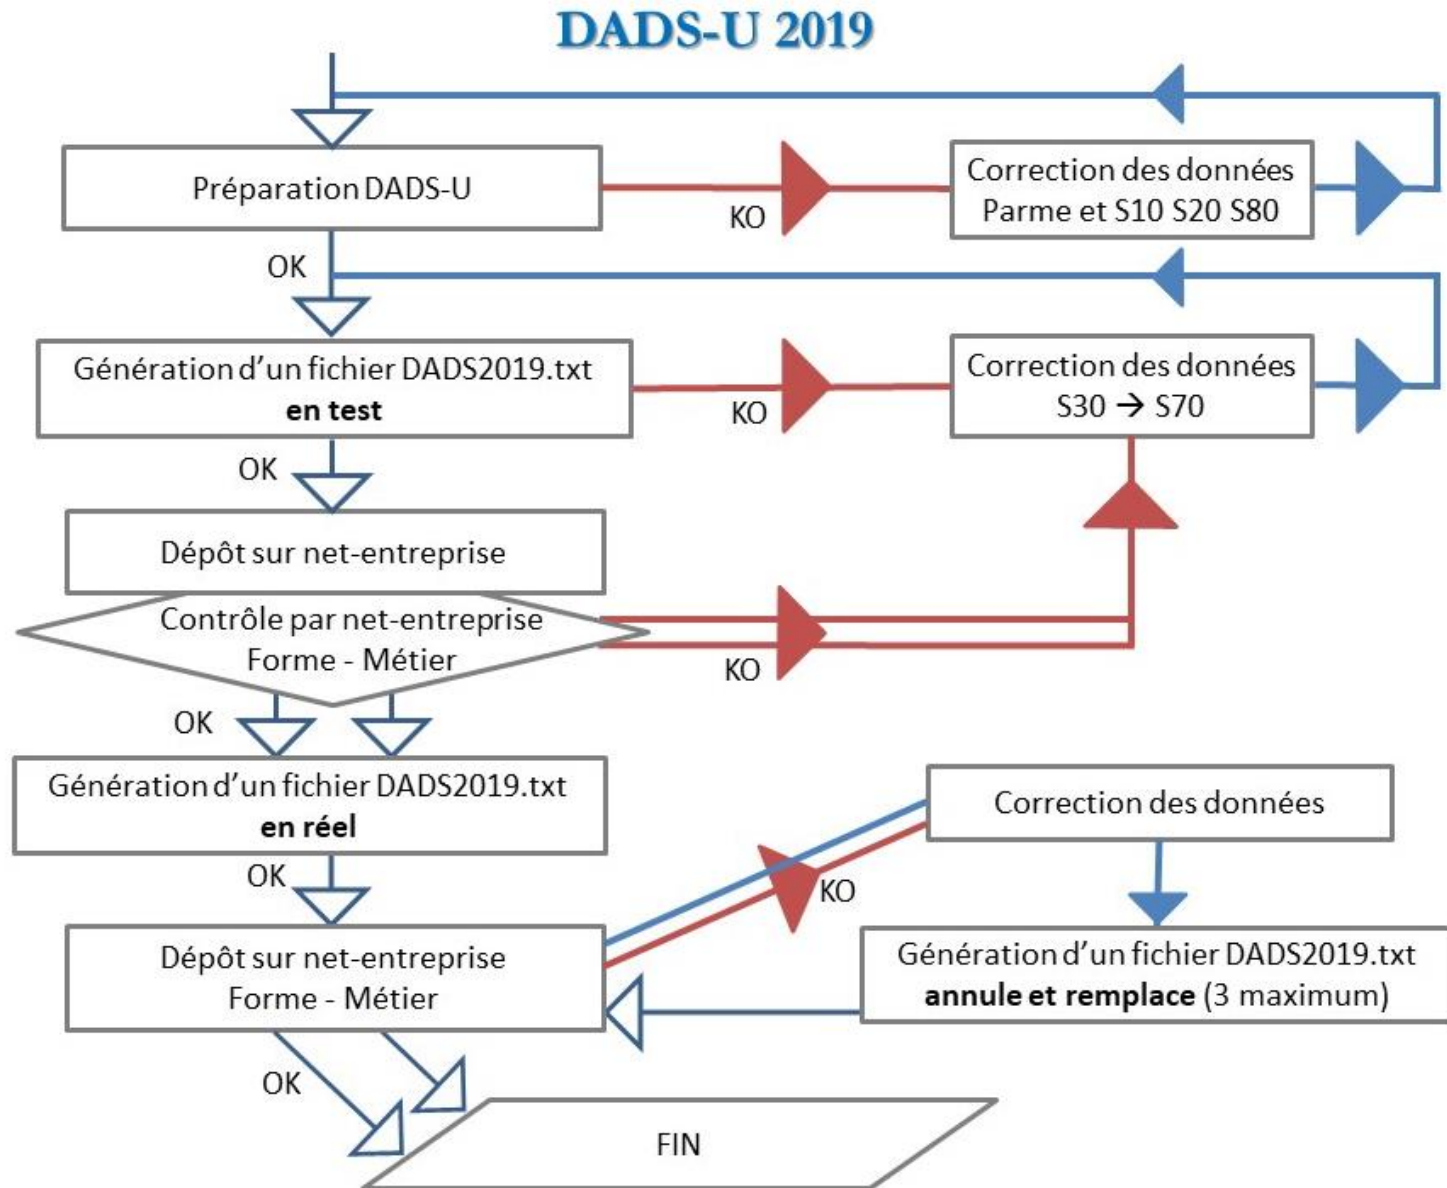 DADS-U 2019
Préparation DADS-U
KO
Correction des données
Parme et S10 S20 S80
OK
Génération d'un fichier DADS2019.txt
en test
KO
Correction des données
S30 → S70
OK
Dépôt sur net-entreprise
Contrôle par net-entreprise
Forme - Métier
KO
OK
Génération d'un fichier DADS2019.txt
en réel
Correction des données
OK
KO
Dépôt sur net-entreprise
Forme - Métier
Génération d'un fichier DADS2019.txt
annule et remplace (3 maximum)
OK
FIN